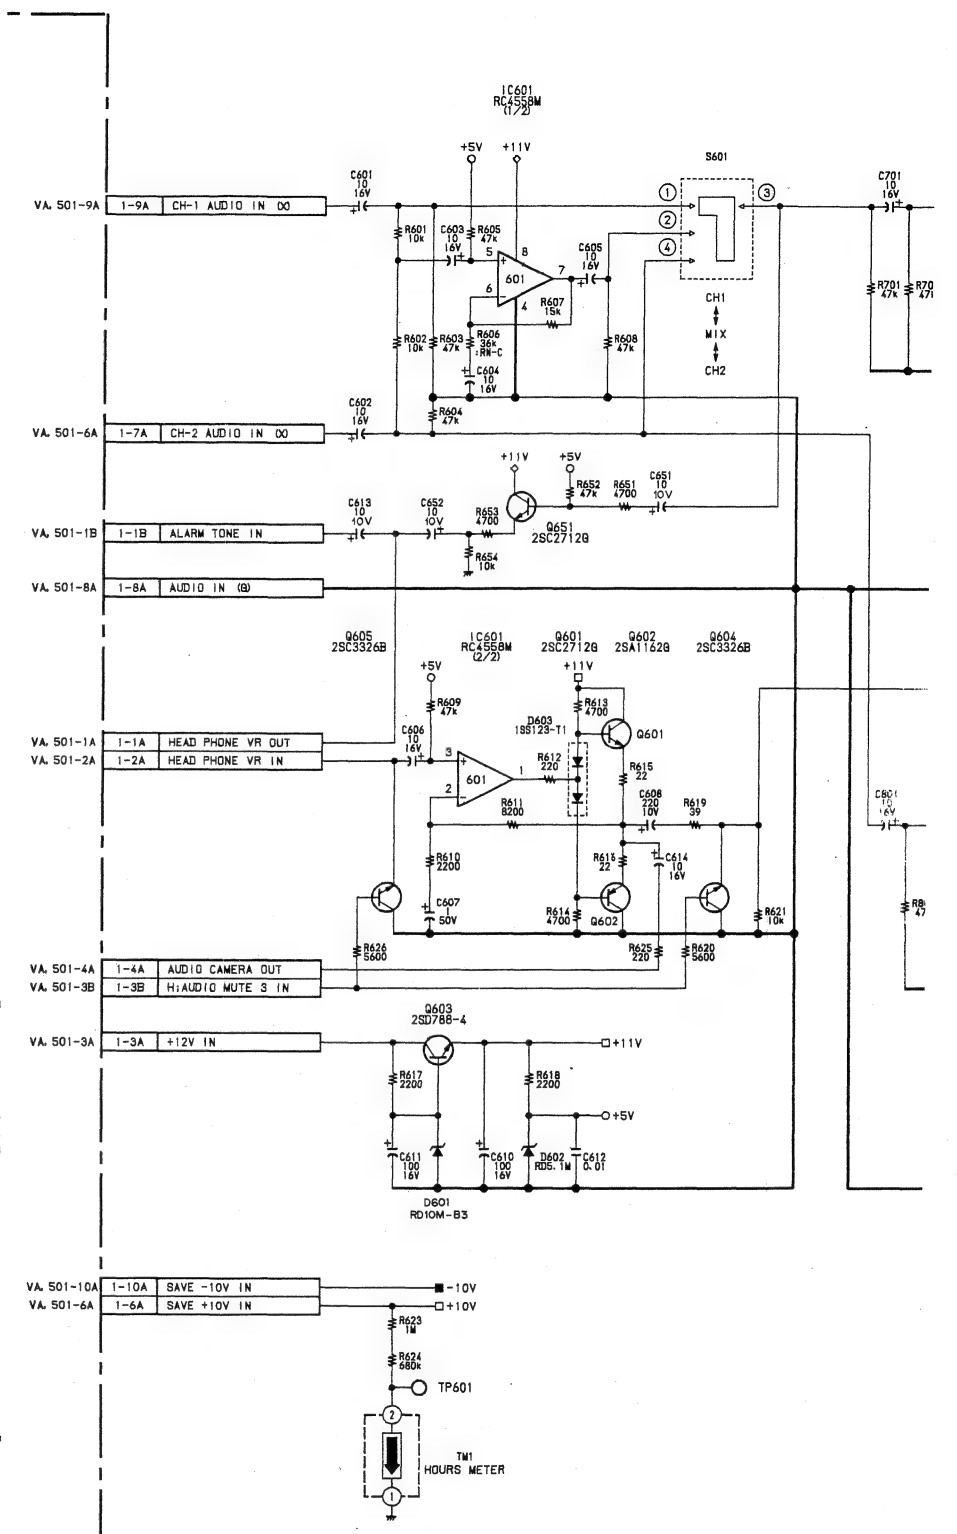 IC601
RC4558M
(1/2)
+5V
+11V
S601
C601
10
16V
C701
10
16V
VA. 501-9A
1-9A
CH-1 AUDIO IN
R601
10k
C603
10
16V
R605
47k
C605
10
16V
1
2
3
4
5
8
601
7
6
4
R607
15k
R602
10k
R603
47k
R606
36k
:RN-C
R608
47k
C604
10
16V
CH1
MIX
CH2
R701
47k
C602
10
16V
R604
47k
VA. 501-6A
1-7A
CH-2 AUDIO IN
+11V
+5V
C613
10
10V
C652
10
10V
R653
4700
R652
47k
R651
4700
C651
10
10V
Q651
2SC2712G
VA. 501-1B
1-1B
ALARM TONE IN
R654
10k
VA. 501-8A
1-8A
AUDIO IN (G)
Q605
2SC3326B
IC601
RC4558M
(2/2)
Q601
2SC2712G
Q602
2SA1162G
Q604
2SC3326B
+5V
+11V
R609
47k
R613
4700
D603
1SS123-T1
Q601
VA. 501-1A
1-1A
HEAD PHONE VR OUT
VA. 501-2A
1-2A
HEAD PHONE VR IN
C606
10
16V
3
601
1
2
R612
220
R615
22
R611
8200
C608
220
10V
R619
39
C801
10
16V
R610
2200
R616
22
C614
10
16V
C607
50V
R614
4700
Q602
R621
10k
R626
5600
R625
220
R620
5600
VA. 501-4A
1-4A
AUDIO CAMERA OUT
VA. 501-3B
1-3B
H:AUDIO MUTE 3 IN
Q603
2SD788-4
VA. 501-3A
1-3A
+12V IN
+11V
R617
2200
R618
2200
+5V
C611
100
16V
C610
100
16V
D602
RD5.1M
C612
0.01
D601
RD10M-B3
VA. 501-10A
1-10A
SAVE -10V IN
-10V
VA. 501-6A
1-6A
SAVE +10V IN
+10V
R623
1M
R624
680k
TP601
2
TM1
HOURS METER
1